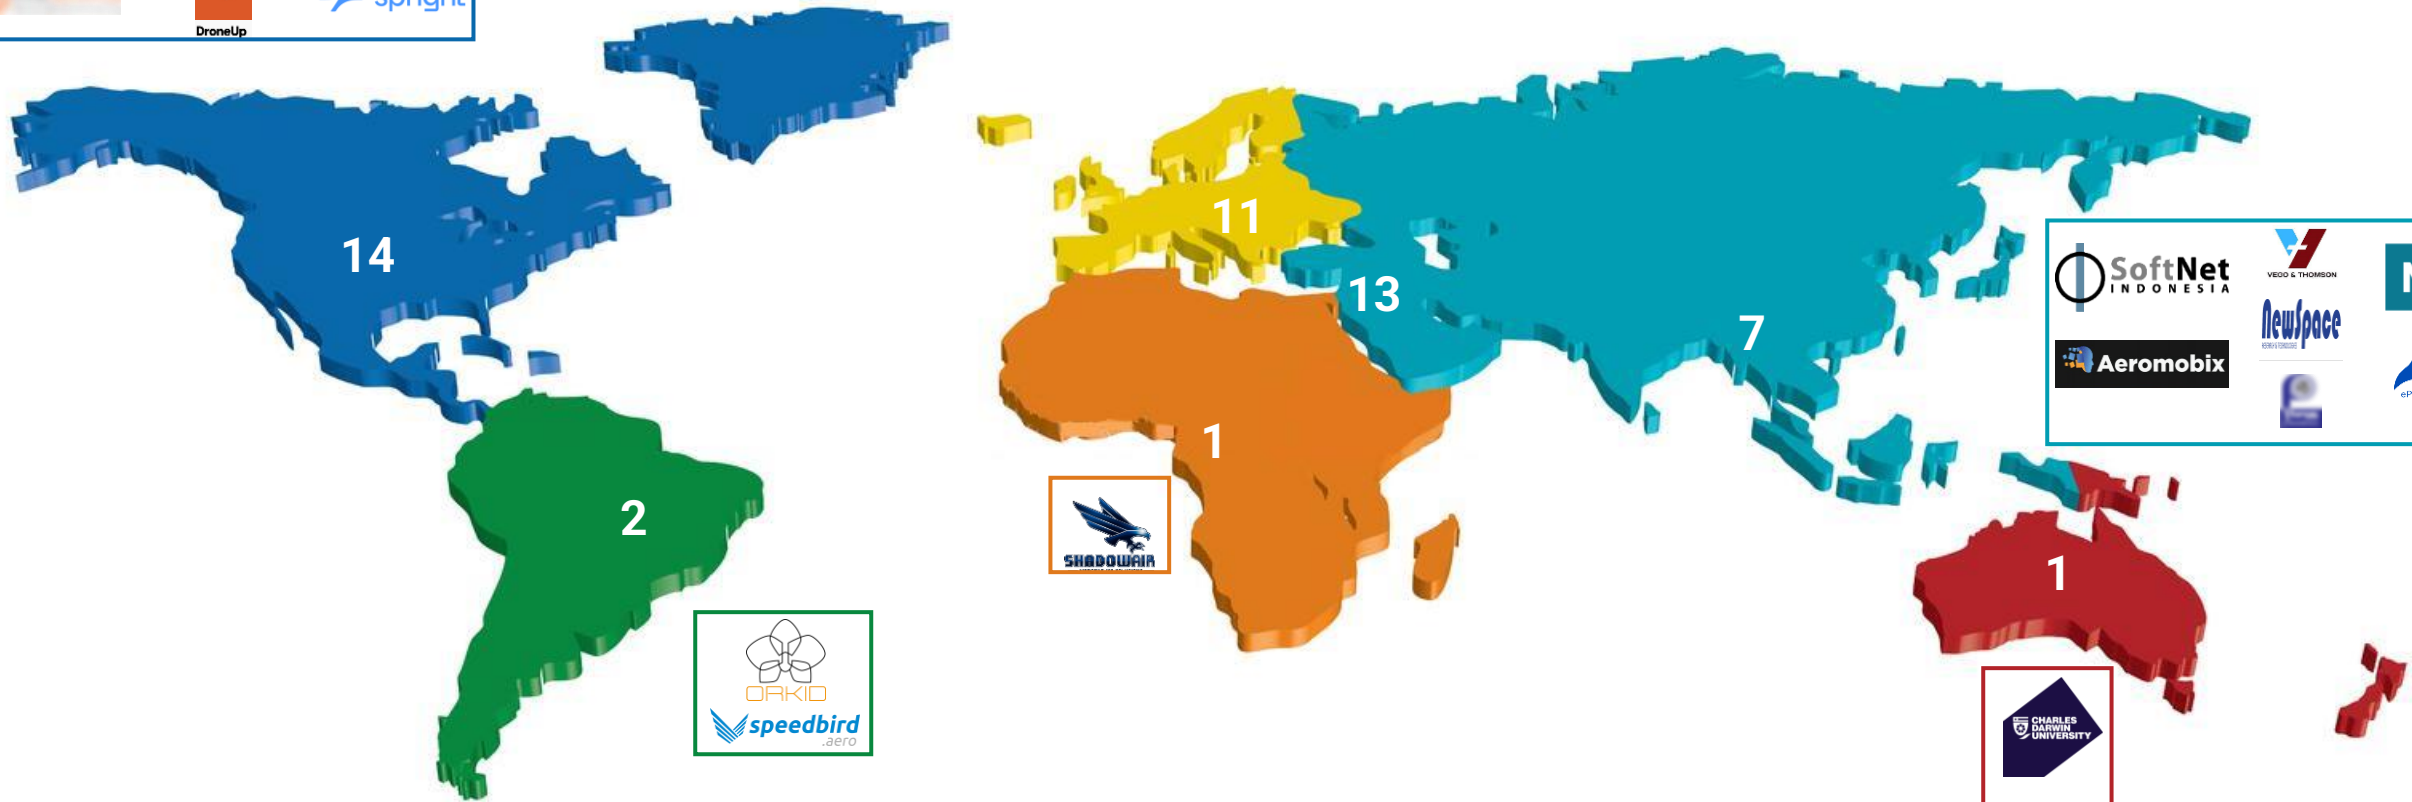 spright
DroneUp
14
11
13
7
2
1
1
SoftNet
INDONESIA
VEDO & THOMSON
NewSpace
Aeromobix
SHADOWAIR
ORKID
speedbird
.aero
CHARLES
DARWIN
UNIVERSITY